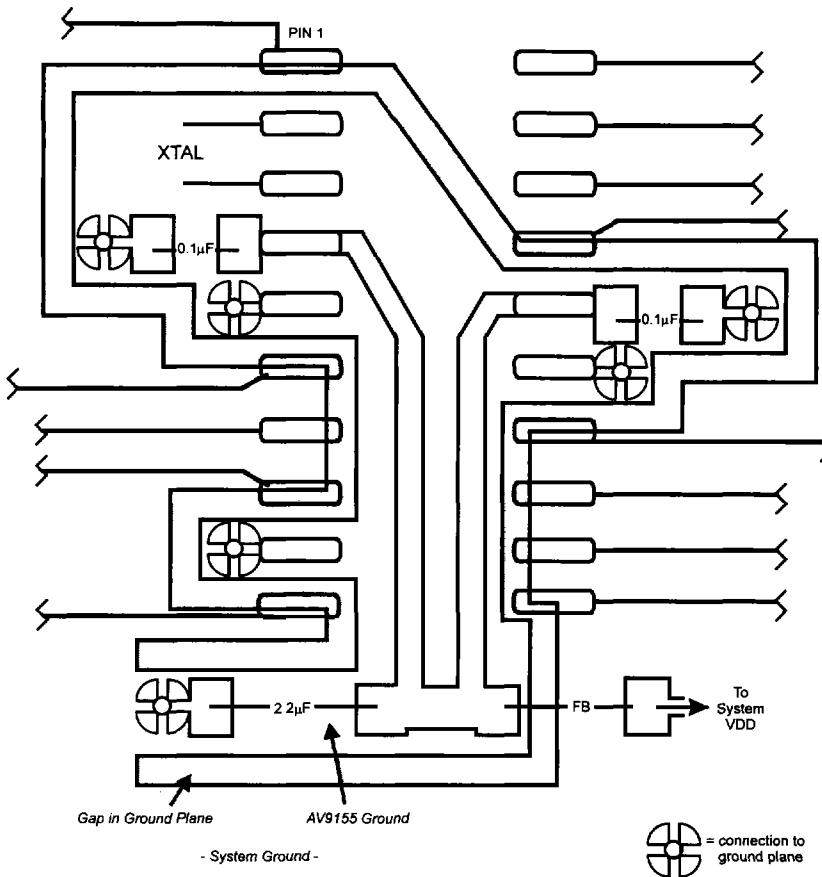 PIN 1
XTAL
0.1µF
0.1µF
2.2µF
FB
To
System
VDD
Gap in Ground Plane
AV9155 Ground
- System Ground -
= connection to
ground plane